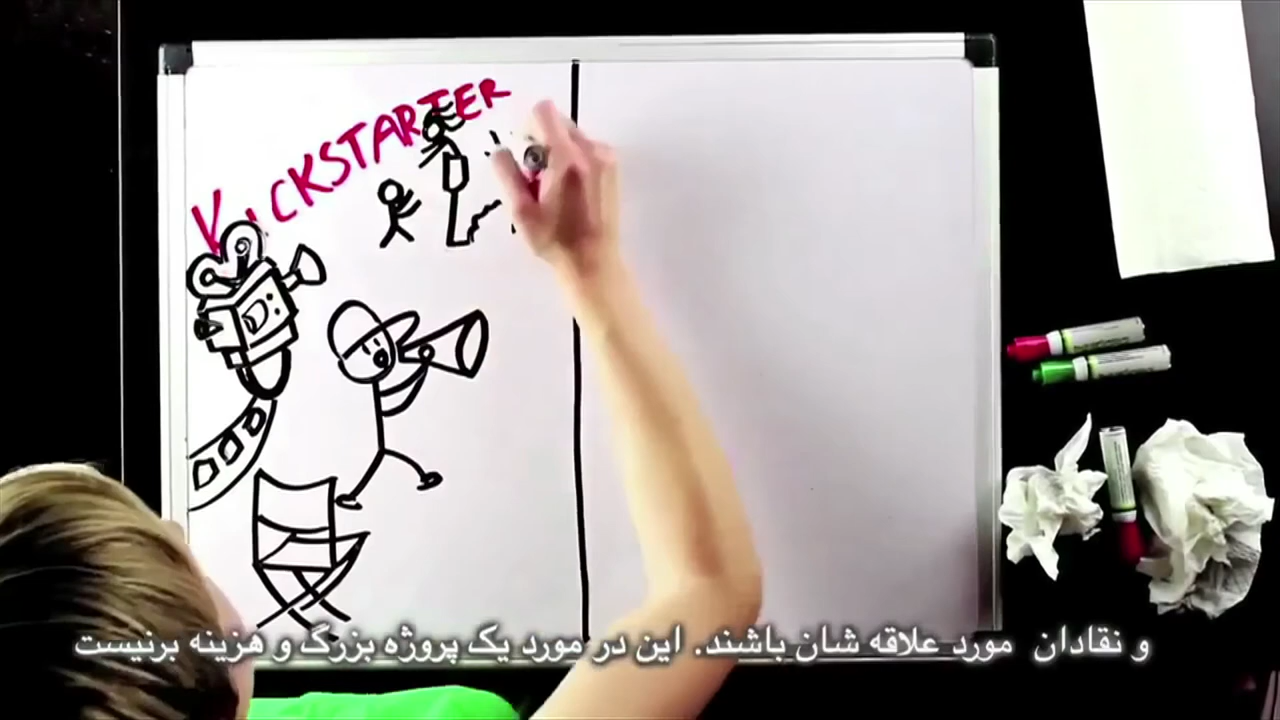 KICKSTARTER
و نقادان مورد علاقه شان باشند. این در مورد یک پروژه بزرگ و هزینه برنیست